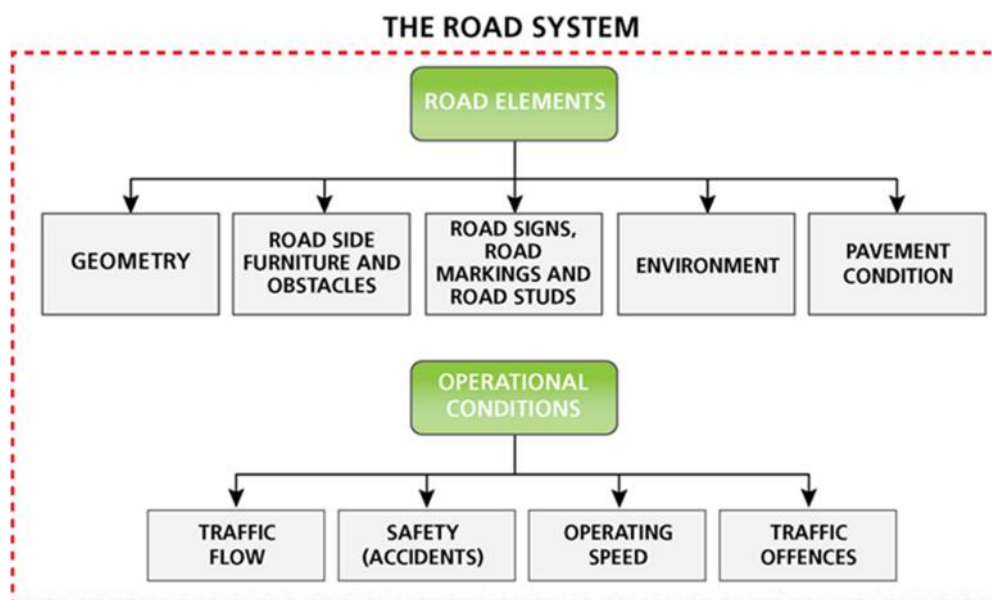 THE ROAD SYSTEM
ROAD ELEMENTS
GEOMETRY
ROAD SIDE
FURNITURE AND
OBSTACLES
ROAD SIGNS,
ROAD
MARKINGS AND
ROAD STUDS
ENVIRONMENT
PAVEMENT
CONDITION
OPERATIONAL
CONDITIONS
TRAFFIC
FLOW
SAFETY
(ACCIDENTS)
OPERATING
SPEED
TRAFFIC
OFFENCES